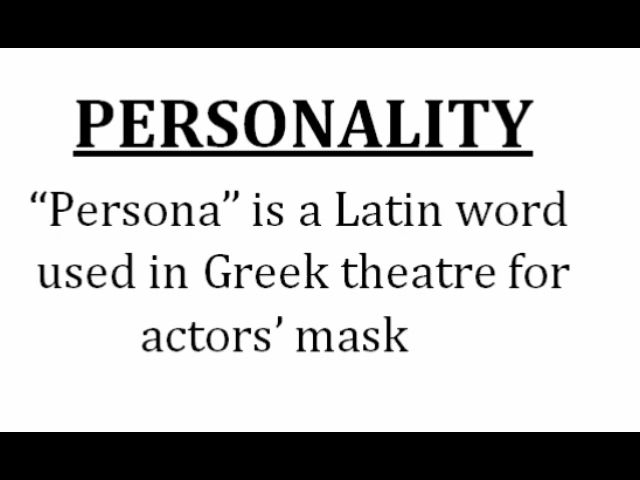 PERSONALITY
“Persona” is a Latin word
used in Greek theatre for
actors’ mask